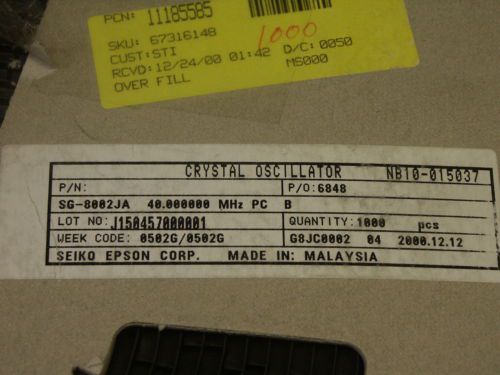 PCN: 11185585
SKU: 67316148
CUST:STI
RCVD:12/24/00 01:42
OVER FILL
1000
D/C: 0050
MS000
CRYSTAL OSCILLATOR NB10-015037
P/N: P/O:6848
SG-8002JA 40.000000 MHz PC B
LOT NO:J150457000001 QUANTITY:1000 pcs
WEEK CODE: 0502G/0502G G8JC0002 04 2000.12.12
SEIKO EPSON CORP. MADE IN: MALAYSIA